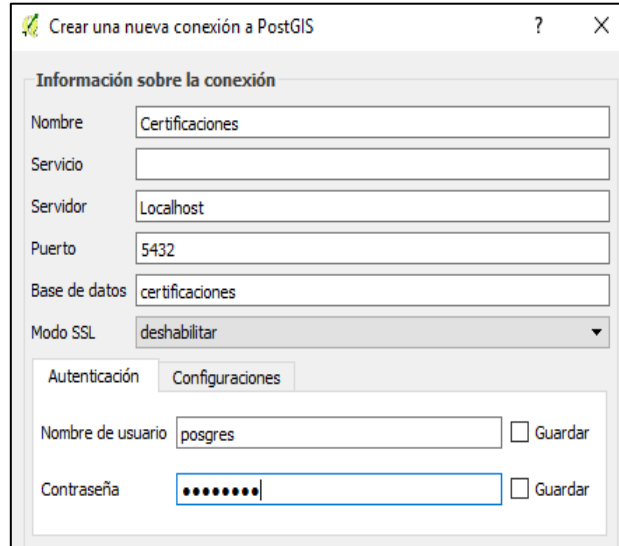 Crear una nueva conexión a PostGIS ? X
Información sobre la conexión
Nombre Certificaciones
Servicio
Servidor Localhost
Puerto 5432
Base de datos certificaciones
Modo SSL deshabilitar
Autenticación Configuraciones
Nombre de usuario posgres Guardar
Contraseña ●●●●●●●● Guardar